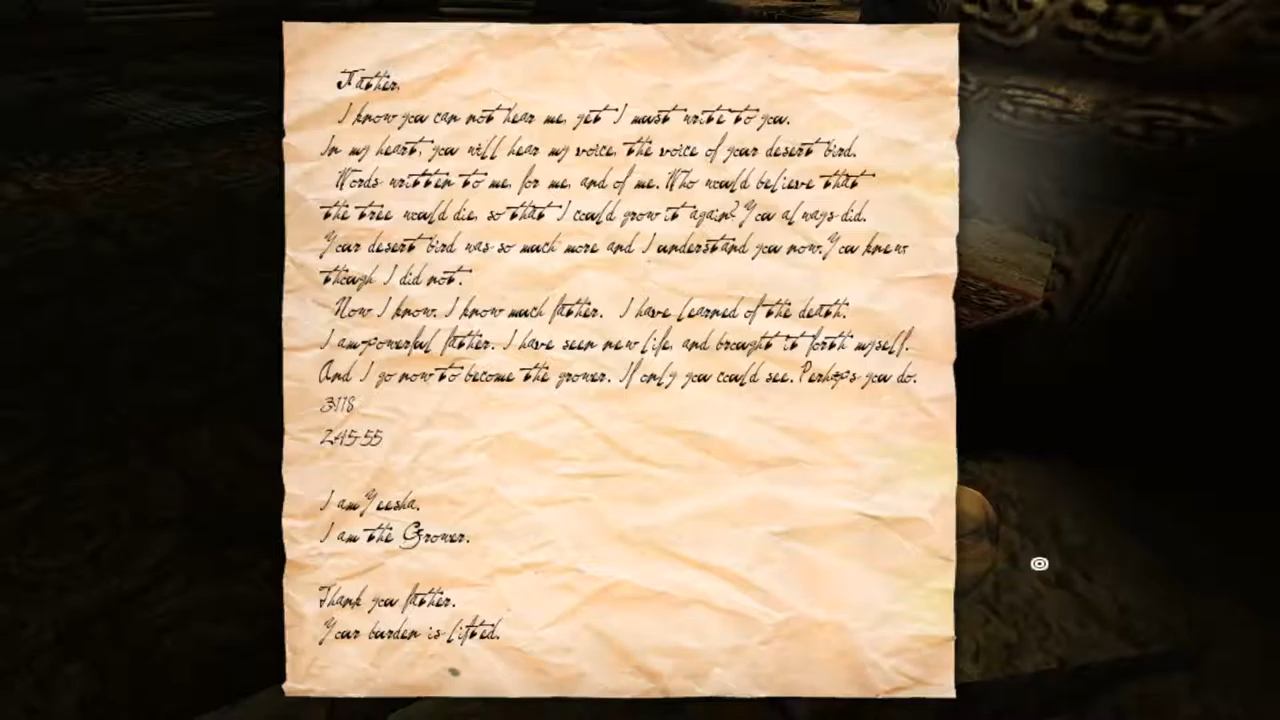 Father,
I know you can not hear me, yet I must write to you.
In my heart, you will hear my voice, the voice of your desert bird.
Words written to me, for me, and of me. Who would believe that
the tree would die, so that I could grow it again? You always did.
Your desert bird was so much more and I understand you now. You knew,
though I did not.
Now I know. I know much father. I have learned of the death.
I am powerful father. I have seen new life, and brought it forth myself.
And I go now to become the grower. If only you could see. Perhaps you do.
3118
2:45:55
I am Yeesha.
I am the Grower.
Thank you father.
Your burden is lifted.